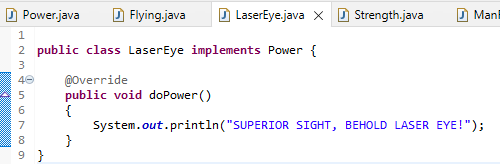 Power.java Flying.java LaserEye.java Strength.java
1
2 public class LaserEye implements Power {
3
4 @Override
5 public void doPower()
6 {
7 System.out.println("SUPERIOR SIGHT, BEHOLD LASER EYE!");
8 }
9 }